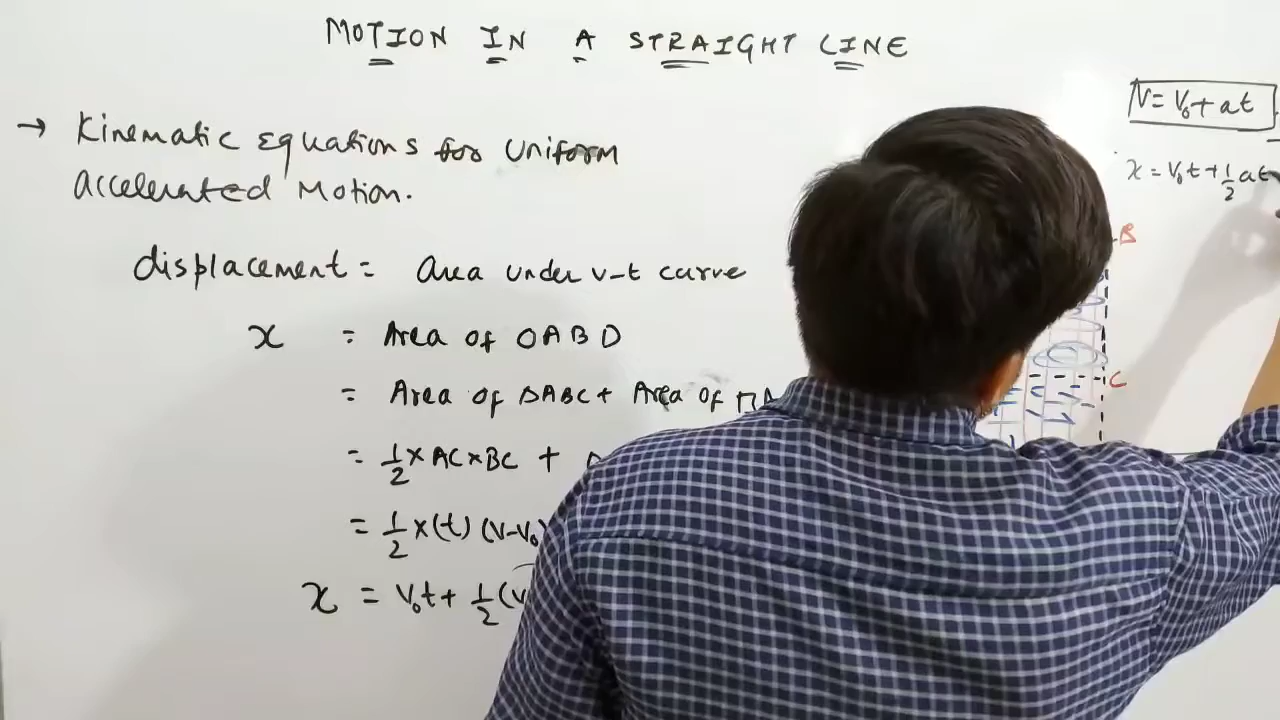 MOTION IN A STRAIGHT LINE
→ Kinematic Equations for Uniform
accelerated Motion.
displacement = Area under v-t curve
x = Area of OABD
= Area of ΔABC + Area of
= 1/2 × AC × BC +
= 1/2 × (t) (V-V₀)
x = V₀t + 1/2 (V
V = V₀ + at
x = V₀t + 1/2 at
B
C